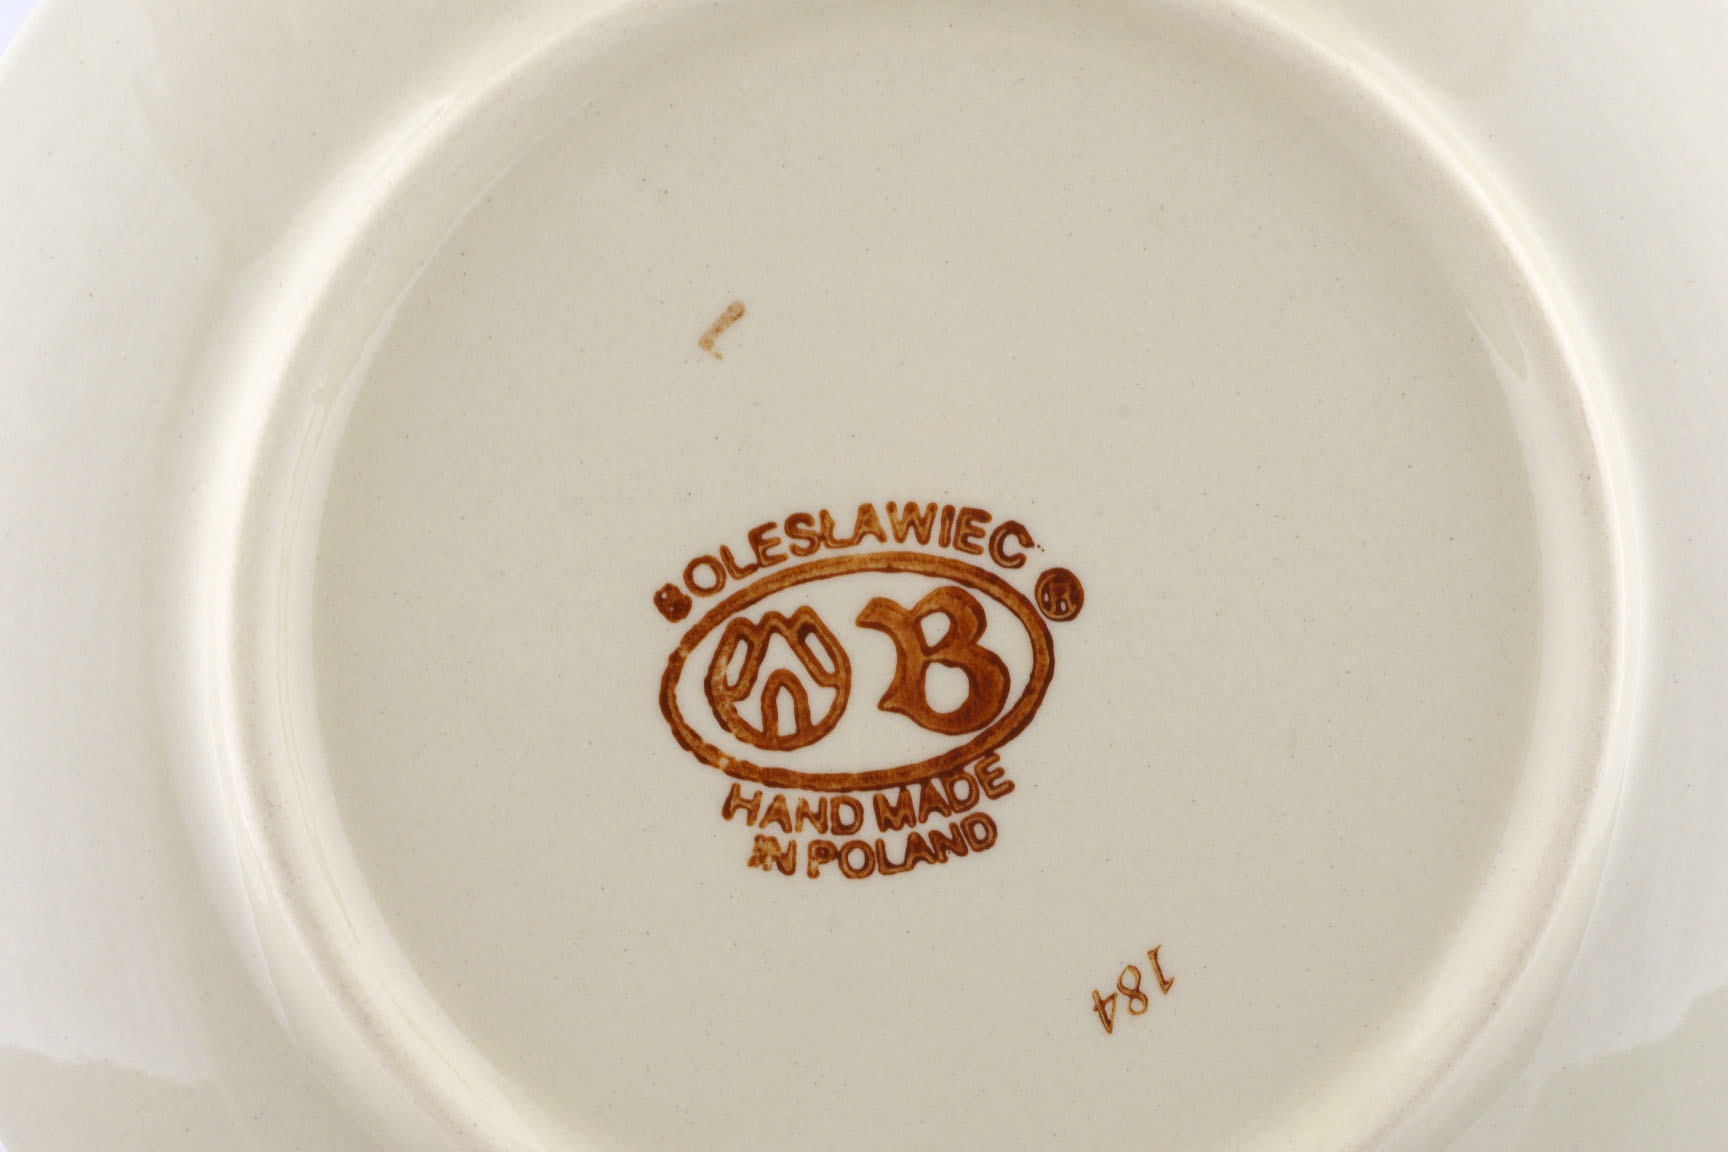 BOLESŁAWIEC
B ®
HAND MADE
IN POLAND
184